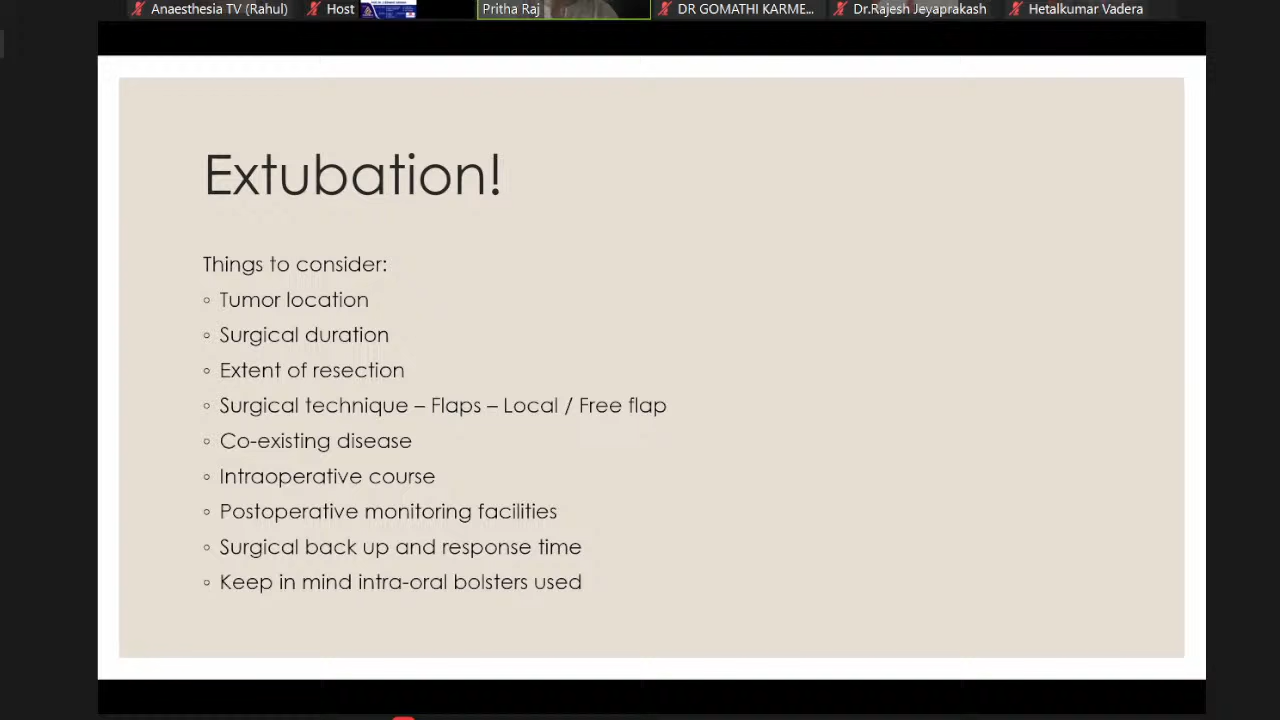 Anaesthesia TV (Rahul) Host Pritha Raj DR GOMATHI KARME... Dr.Rajesh Jeyaprakash Hetalkumar Vadera
Extubation!
Things to consider:
◦ Tumor location
◦ Surgical duration
◦ Extent of resection
◦ Surgical technique – Flaps – Local / Free flap
◦ Co-existing disease
◦ Intraoperative course
◦ Postoperative monitoring facilities
◦ Surgical back up and response time
◦ Keep in mind intra-oral bolsters used